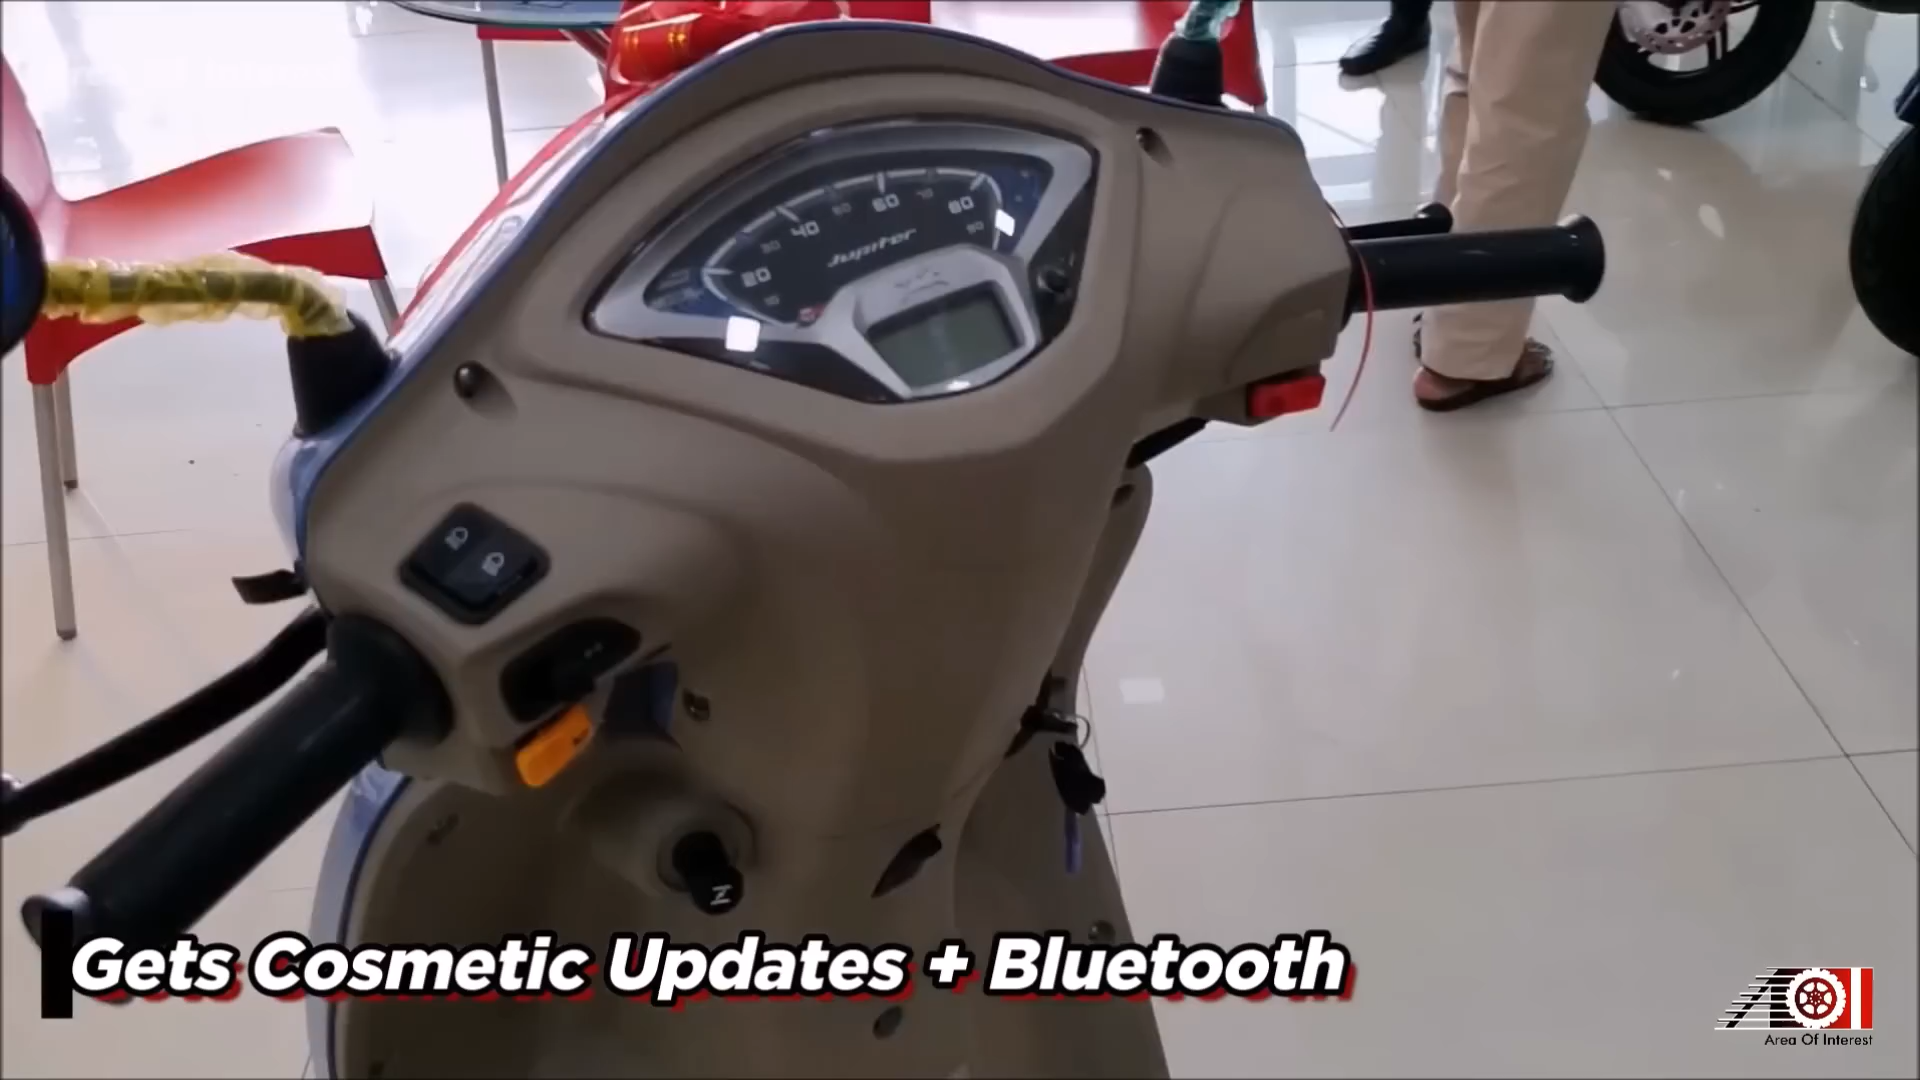 20
40
60
80
Jupiter
Gets Cosmetic Updates + Bluetooth
Area Of Interest